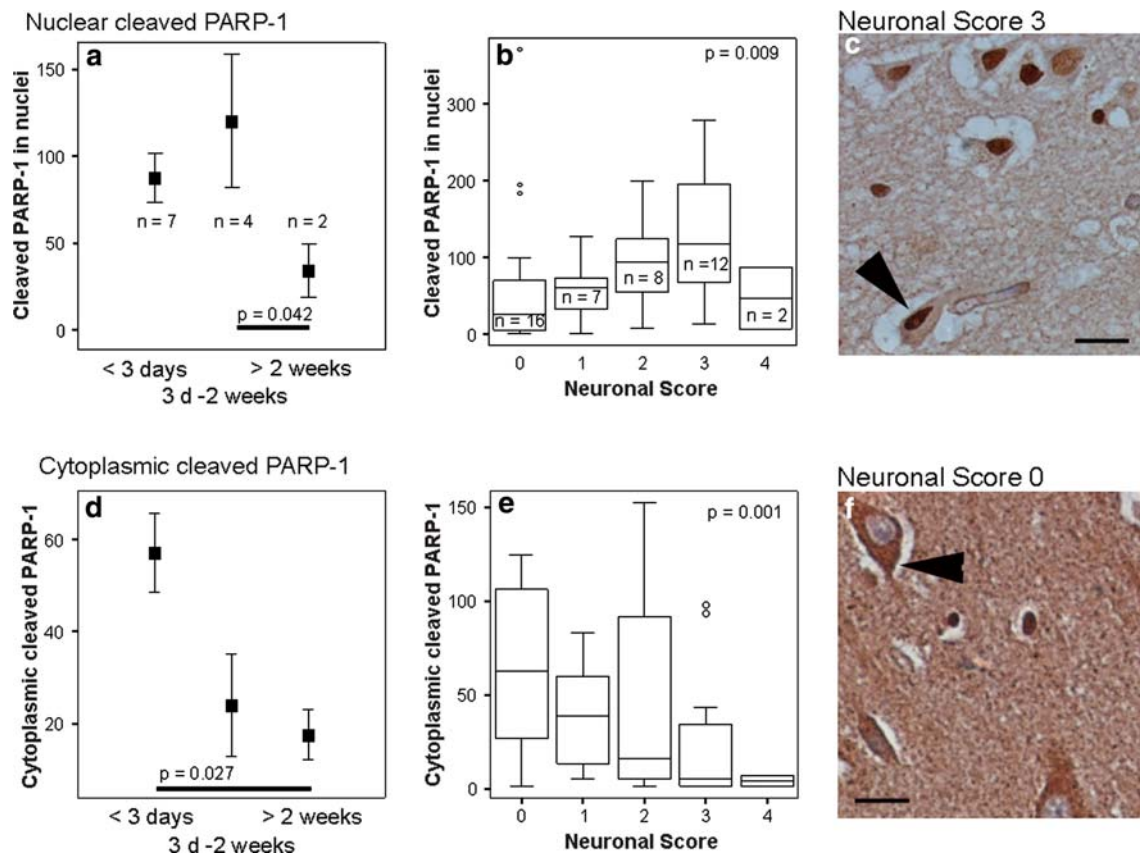 Nuclear cleaved PARP-1
a
Cleaved PARP-1 in nuclei
150
100
50
0
n = 7
n = 4
n = 2
p = 0.042
< 3 days
> 2 weeks
3 d -2 weeks
b
p = 0.009
Cleaved PARP-1 in nuclei
300
200
100
0
n = 16
n = 7
n = 8
n =12
n = 2
0 1 2 3 4
Neuronal Score
Neuronal Score 3
c
Cytoplasmic cleaved PARP-1
d
Cytoplasmic cleaved PARP-1
60
40
20
p = 0.027
< 3 days
> 2 weeks
3 d -2 weeks
e
p = 0.001
Cytoplasmic cleaved PARP-1
150
100
50
0
0 1 2 3 4
Neuronal Score
Neuronal Score 0
f